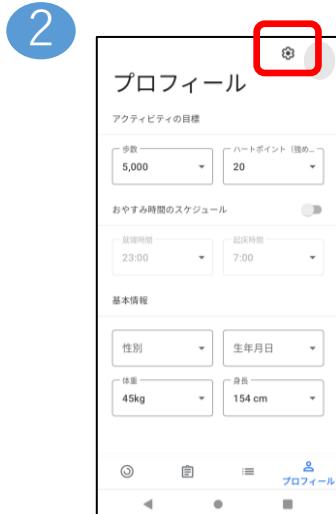 2
プロフィール
アクティビティの目標
歩数 ハートポイント（強め…
5,000 20
おやすみ時間のスケジュール
就寝時間 起床時間
23:00 7:00
基本情報
性別 生年月日
体重 身長
45kg 154 cm
プロフィール